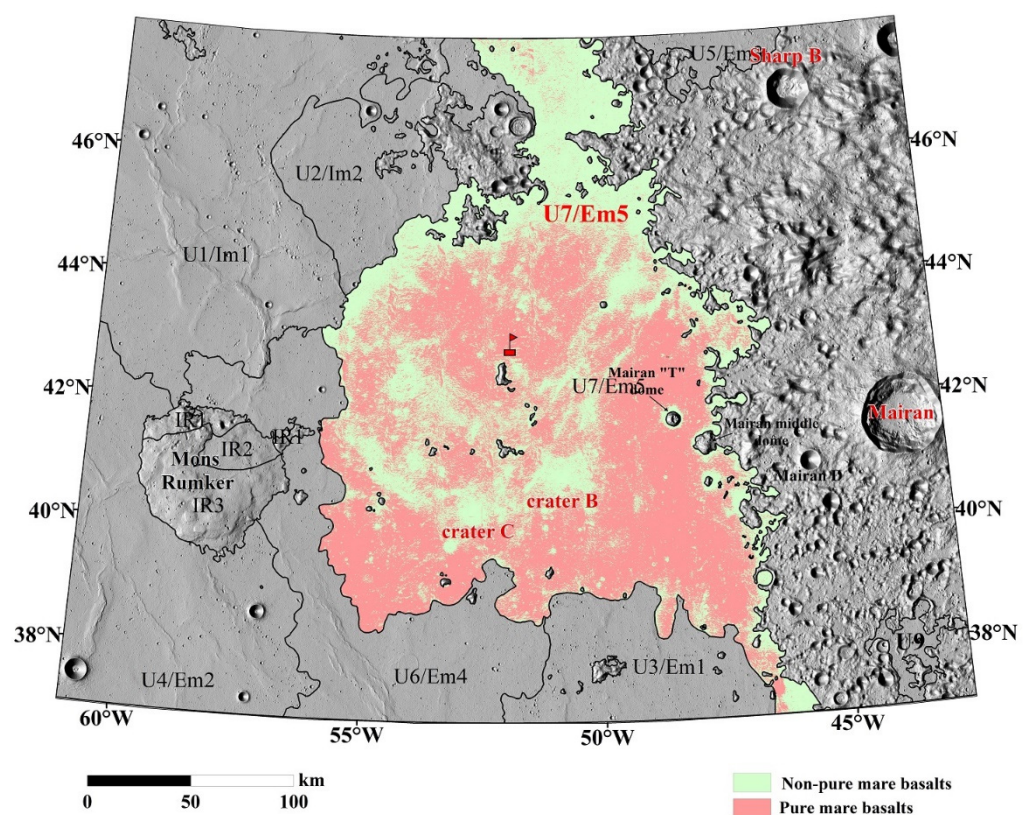 U5/Em
Sharp B
46°N
46°N
U2/Im2
U7/Em5
U1/Im1
44°N
44°N
42°N
42°N
Mairan "T"
dome
U7/Em5
Mairan
IR1
IR1
IR2
Mairan middle
dome
Mons
Rumker
IR3
Mairan D
40°N
crater B
40°N
crater C
38°N
38°N
U9
U4/Em2
U6/Em4
U3/Em1
60°W
55°W
50°W
45°W
km
0 50 100
Non-pure mare basalts
Pure mare basalts